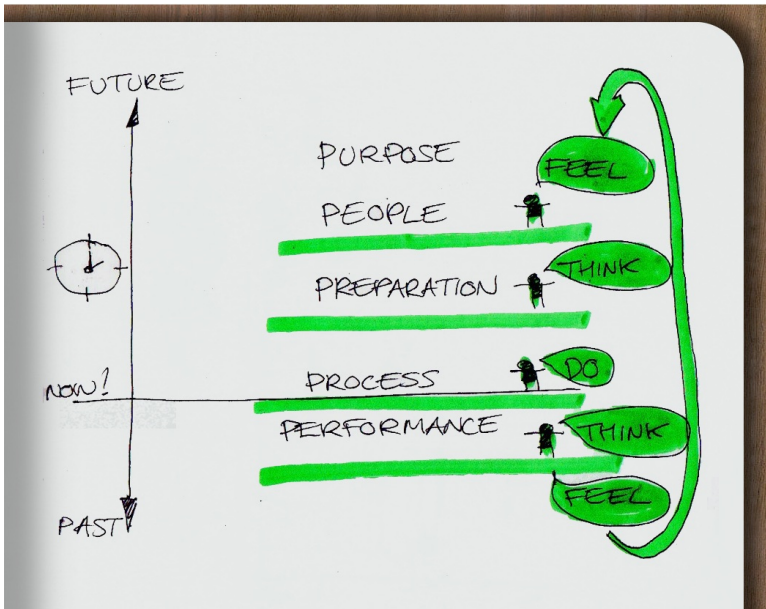 FUTURE
PURPOSE
FEEL
PEOPLE
THINK
PREPARATION
NOW!
PROCESS
DO
PERFORMANCE
THINK
FEEL
PAST